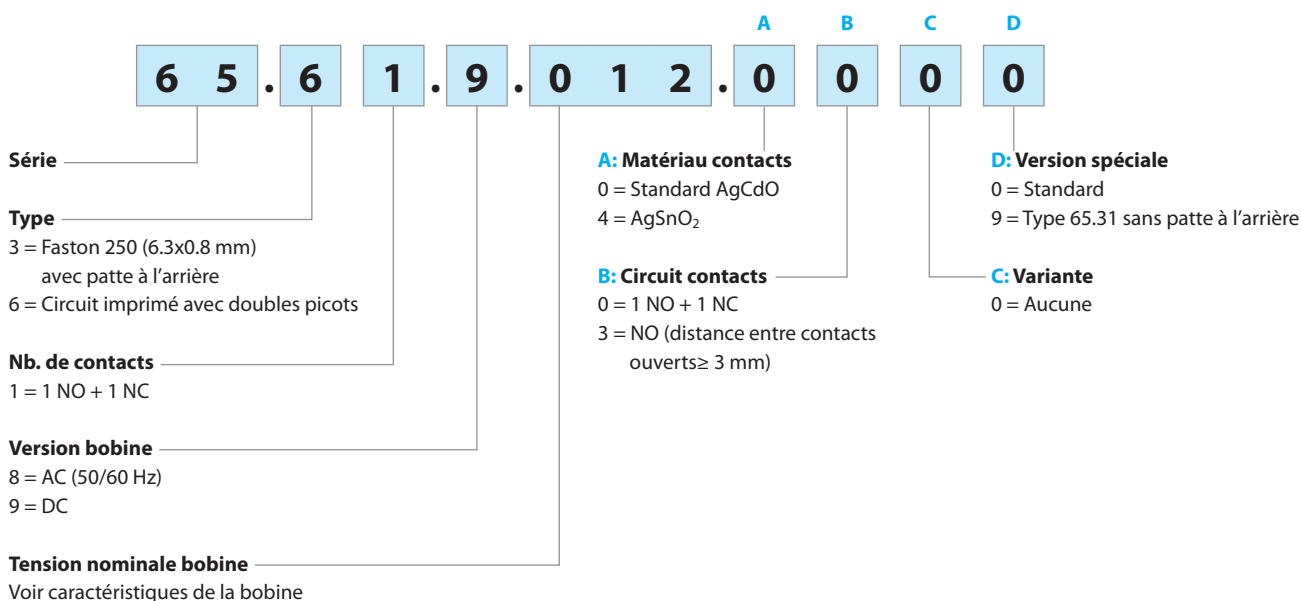 A B C D
6 5 . 6 1 . 9 . 0 1 2 . 0 0 0 0
Série
Type
3 = Faston 250 (6.3x0.8 mm)
avec patte à l'arrière
6 = Circuit imprimé avec doubles picots
Nb. de contacts
1 = 1 NO + 1 NC
Version bobine
8 = AC (50/60 Hz)
9 = DC
Tension nominale bobine
Voir caractéristiques de la bobine
A: Matériau contacts
0 = Standard AgCdO
4 = AgSnO₂
B: Circuit contacts
0 = 1 NO + 1 NC
3 = NO (distance entre contacts
ouverts≥ 3 mm)
D: Version spéciale
0 = Standard
9 = Type 65.31 sans patte à l'arrière
C: Variante
0 = Aucune